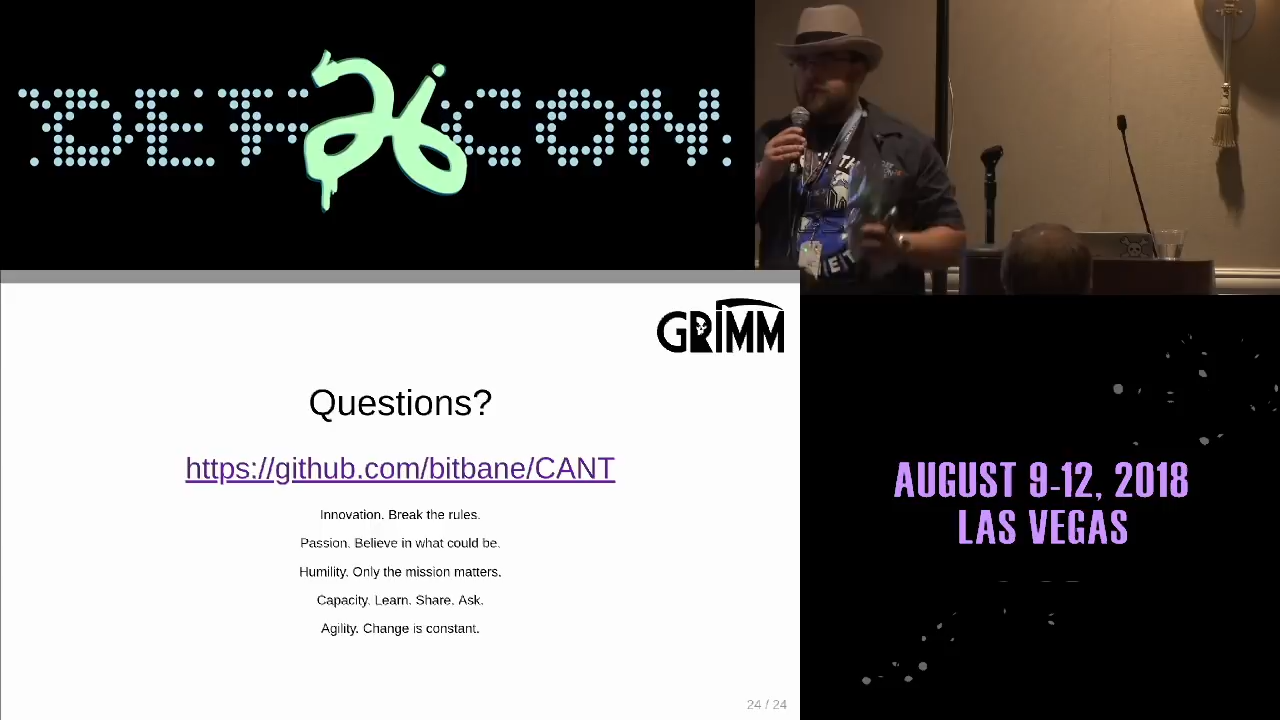 DEF 26 CON
GRIMM
Questions?
https://github.com/bitbane/CANT
Innovation. Break the rules.
Passion. Believe in what could be.
Humility. Only the mission matters.
Capacity. Learn. Share. Ask.
Agility. Change is constant.
24 / 24
AUGUST 9-12, 2018
LAS VEGAS